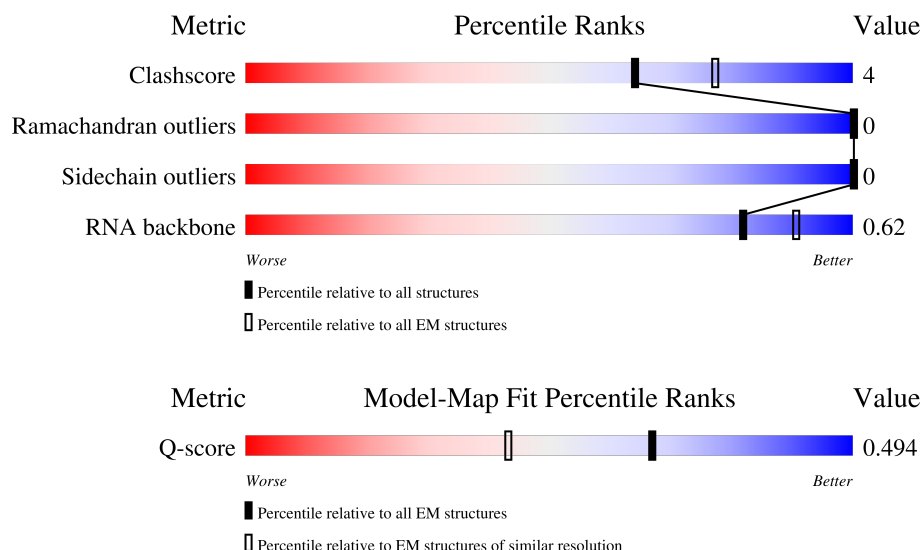 Metric Percentile Ranks Value
Clashscore 4
Ramachandran outliers 0
Sidechain outliers 0
RNA backbone 0.62
Worse Better
Percentile relative to all structures
Percentile relative to all EM structures
Metric Model-Map Fit Percentile Ranks Value
Q-score 0.494
Worse Better
Percentile relative to all EM structures
Percentile relative to EM structures of similar resolution